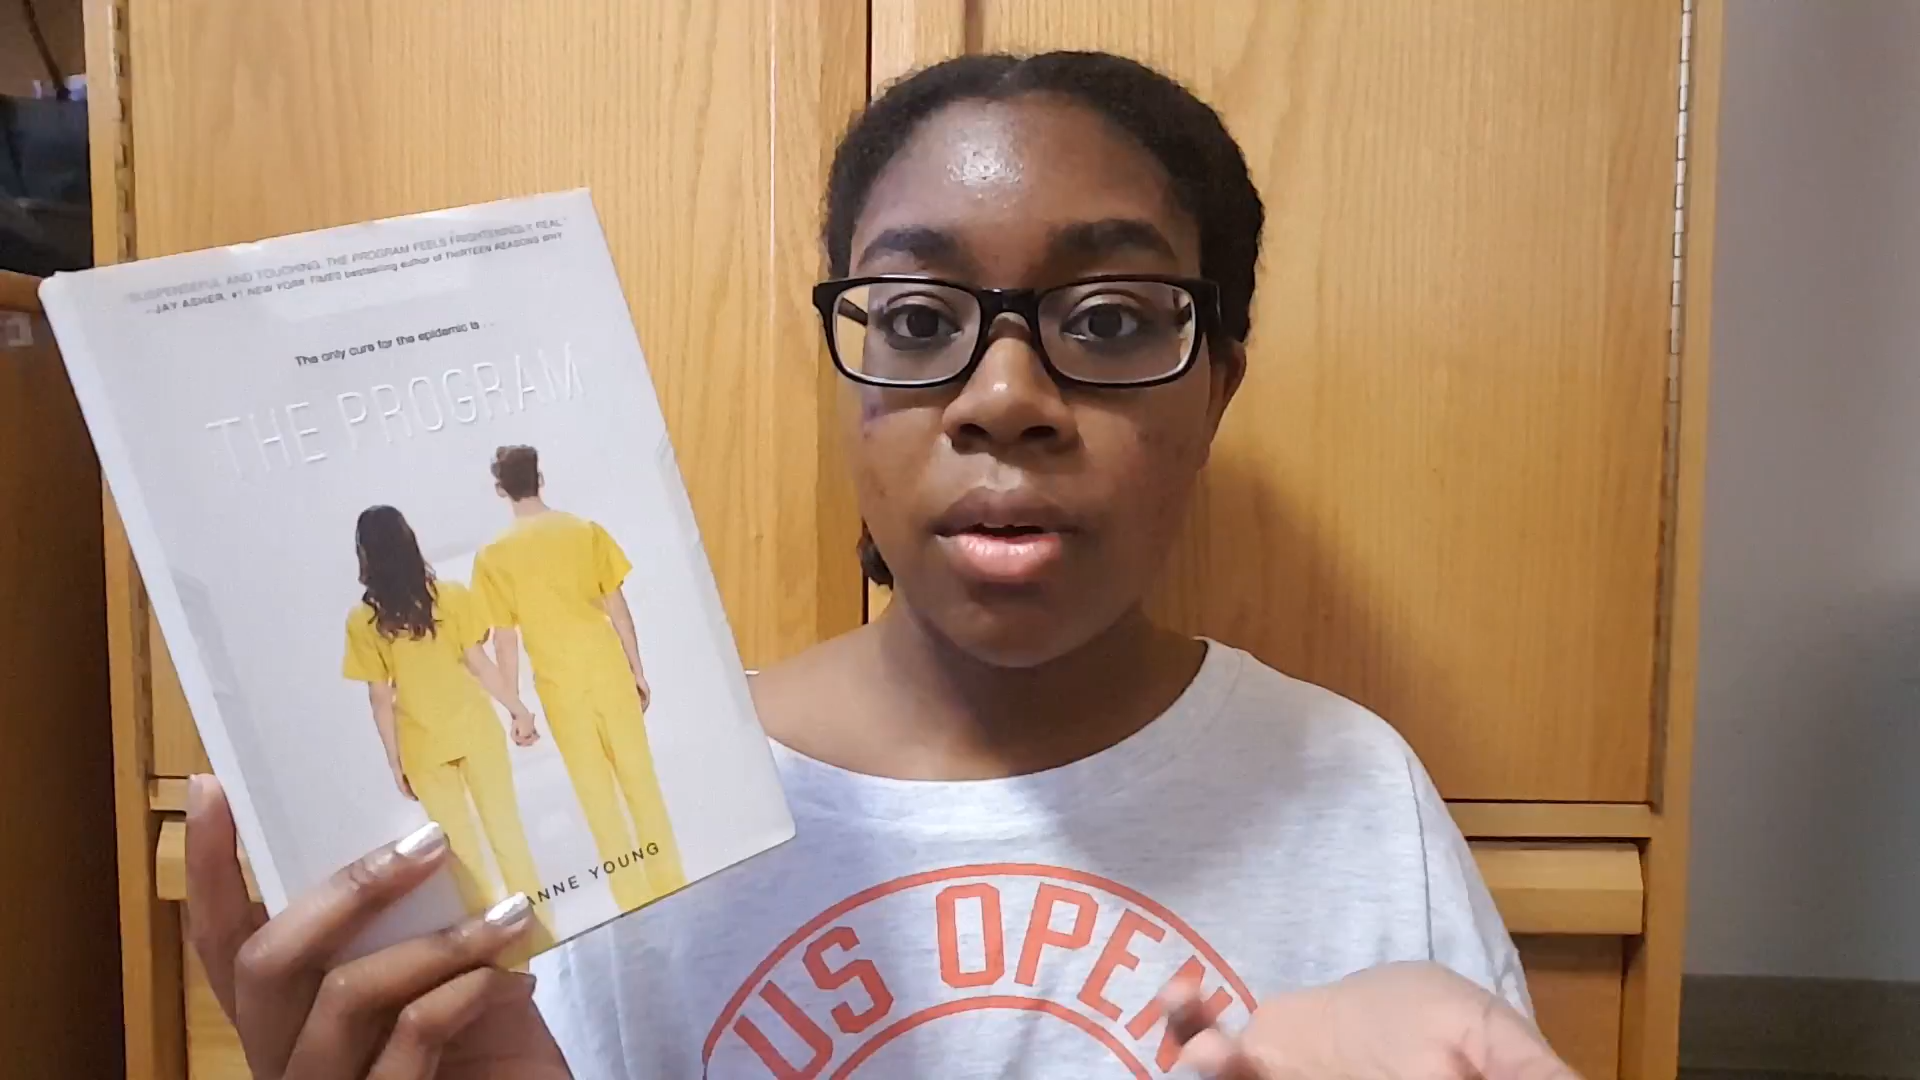 "SUSPENSEFUL AND TOUCHING, THE PROGRAM FEELS FRIGHTENINGLY REAL"
-JAY ASHER, #1 NEW YORK TIMES bestselling author of THIRTEEN REASONS WHY
The only cure for the epidemic is...
THE PROGRAM
ANNE YOUNG
US OPEN